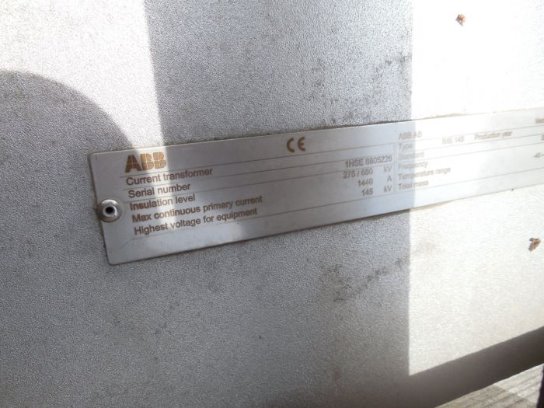 ABB CE
Current transformer
Serial number 1HSE 8805220
Insulation level 275 / 650 kV
Max continuous primary current 1440 A
Highest voltage for equipment 145 kV
ABB AB
Type IMB 145 Production year
Standard
Temperature range
Total mass